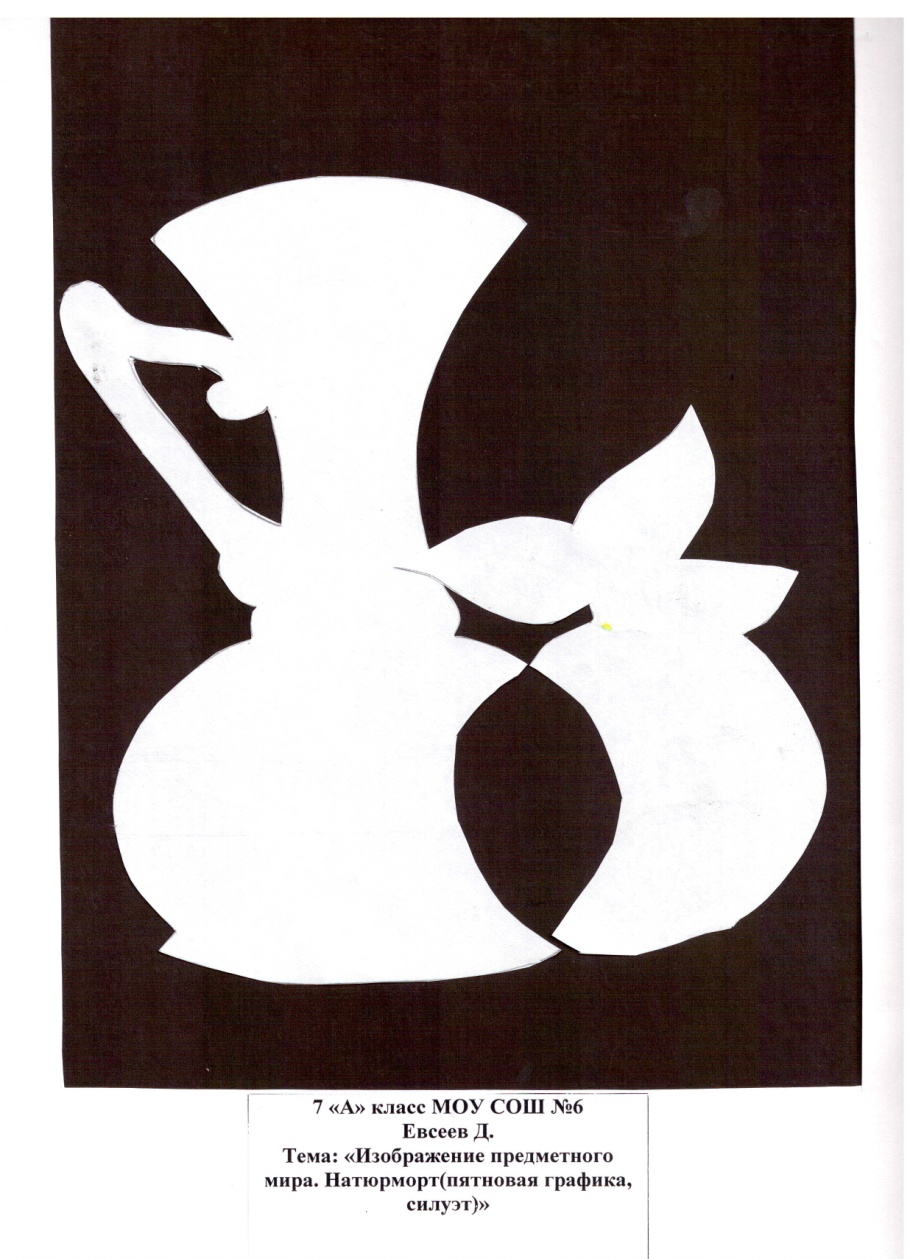 7 «А» класс МОУ СОШ №6
Евсеев Д.
Тема: «Изображение предметного
мира. Натюрморт(пятновая графика,
силуэт)»